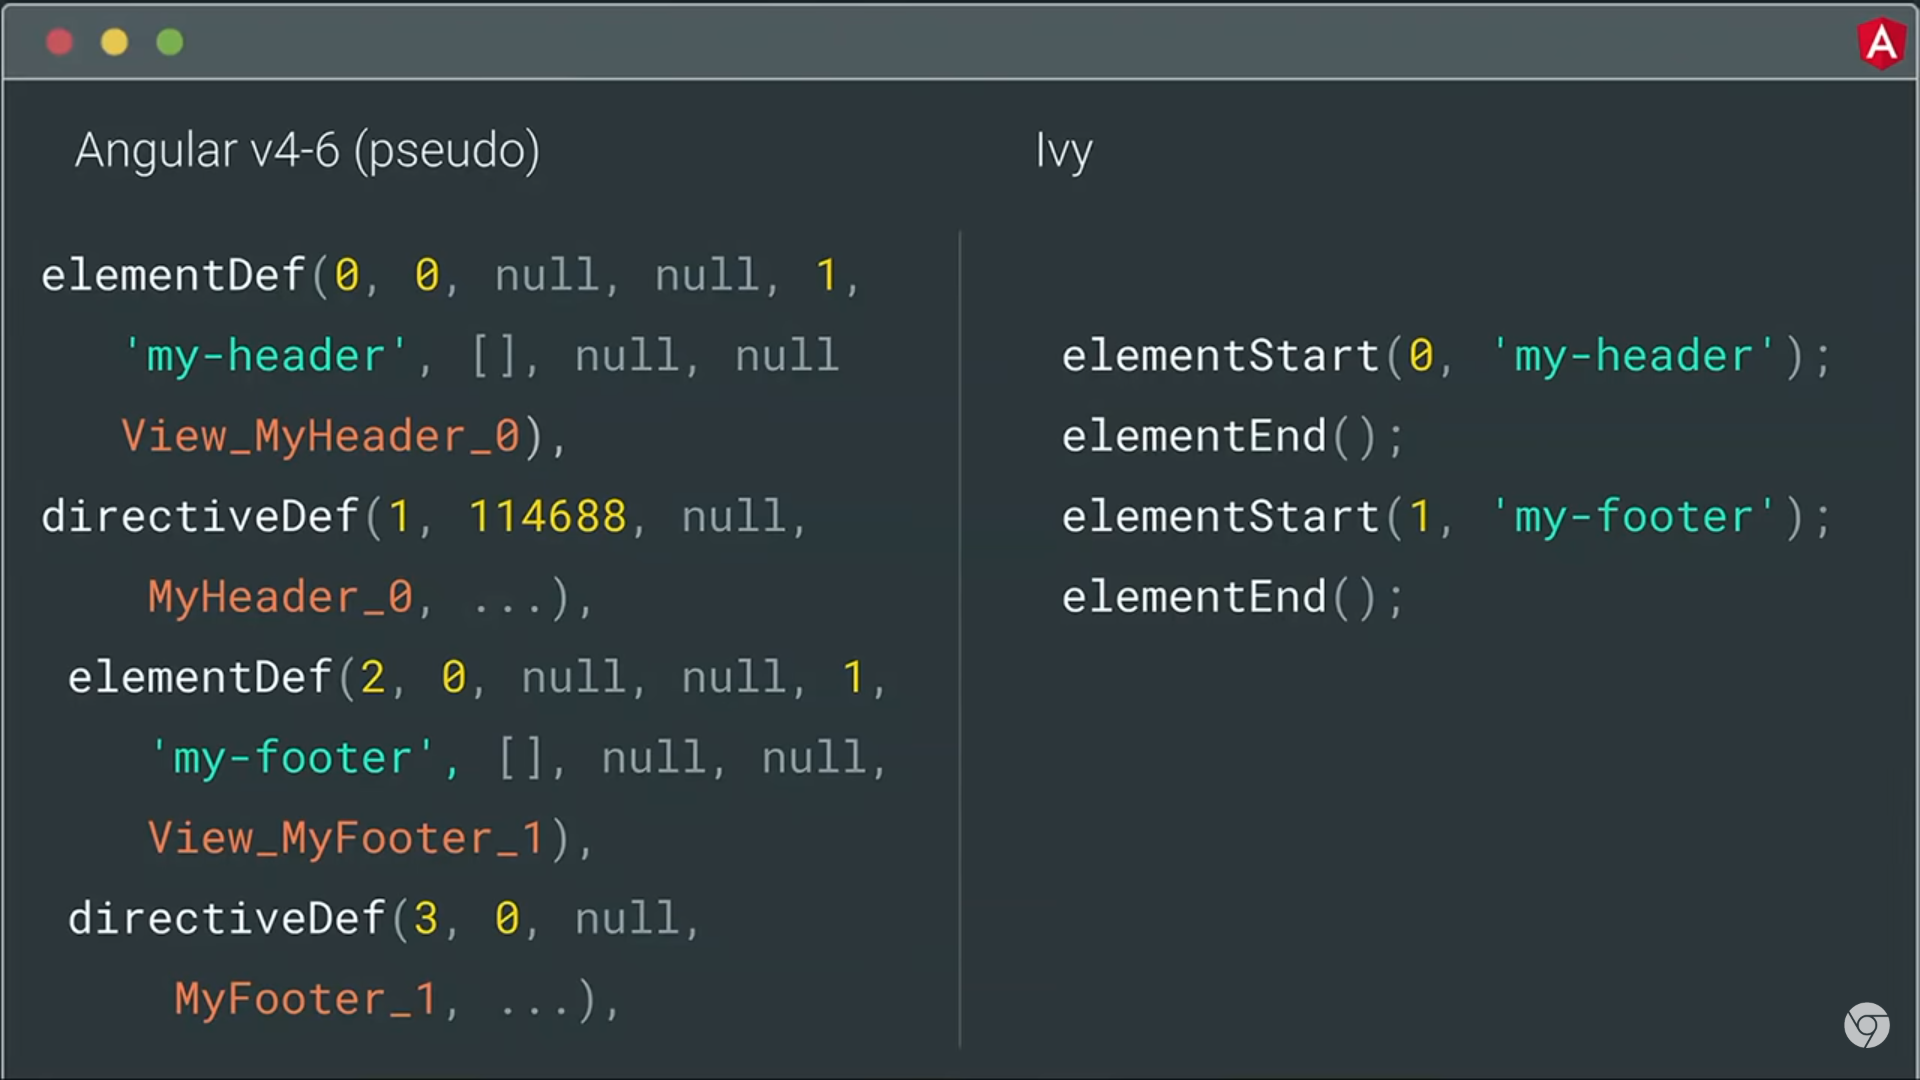 Angular v4-6 (pseudo)
elementDef(0, 0, null, null, 1,
'my-header', [], null, null
View_MyHeader_0),
directiveDef(1, 114688, null,
MyHeader_0, ...),
elementDef(2, 0, null, null, 1,
'my-footer', [], null, null,
View_MyFooter_1),
directiveDef(3, 0, null,
MyFooter_1, ...),
Ivy
elementStart(0, 'my-header');
elementEnd();
elementStart(1, 'my-footer');
elementEnd();
A